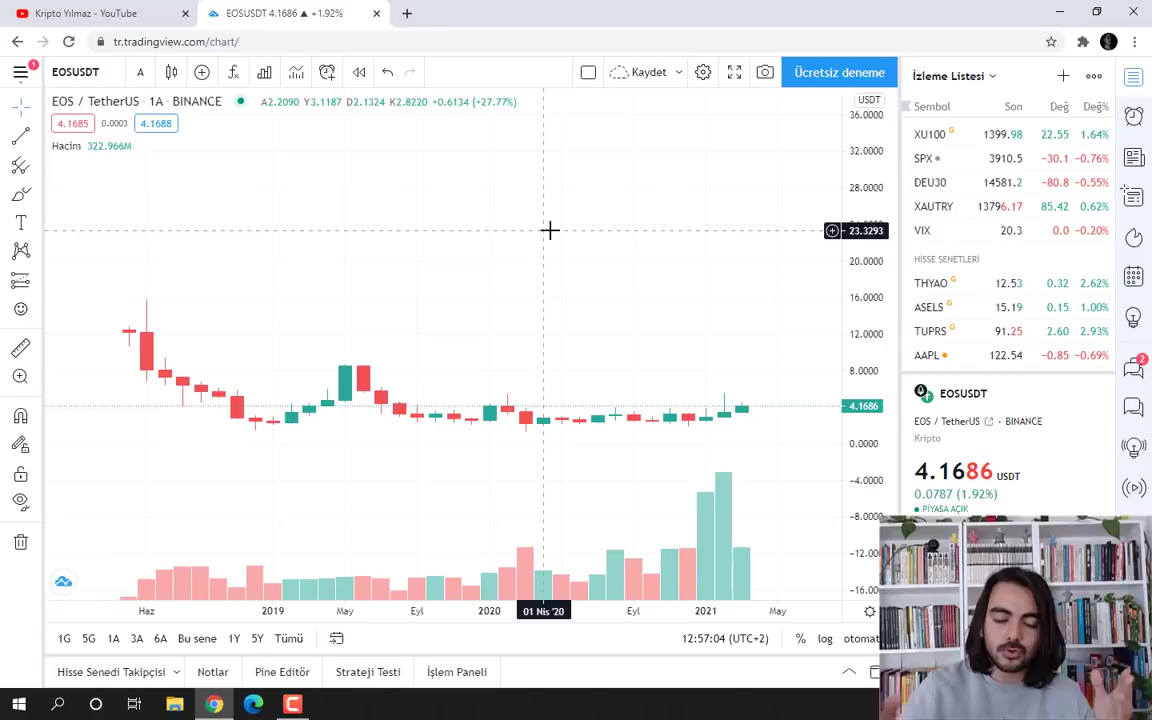 Kripto Yılmaz - YouTube
EOSUSDT 4.1686 ▲ +1.92%
tr.tradingview.com/chart/
1
EOSUSDT
A
Kaydet
Ücretsiz deneme
İzleme Listesi
EOS / TetherUS · 1A · BINANCE
A2.2090 Y3.1187 D2.1324 K2.8220 +0.6134 (+27.77%)
USDT
4.1685 0.0003 4.1688
Hacim 322.966M
Sembol Son Değ Değ%
XU100 G 1399.98 22.55 1.64%
SPX 3910.5 −30.1 −0.76%
DEU30 14581.2 −80.8 −0.55%
XAUTRY 13796.17 85.42 0.62%
VIX 20.3 0.0 −0.20%
HİSSE SENETLERİ
THYAO G 12.53 0.32 2.62%
ASELS G 15.19 0.15 1.00%
TUPRS G 91.25 2.60 2.93%
AAPL 122.54 −0.85 −0.69%
2
36.0000
32.0000
28.0000
23.3293
20.0000
16.0000
12.0000
8.0000
4.1686
0.0000
−4.0000
−8.0000
−12.0000
−16.0000
EOSUSDT
EOS / TetherUS · BINANCE
Kripto
4.1686 USDT
0.0787 (1.92%)
PİYASA AÇIK
Haz 2019 May Eyl 2020 01 Nis '20 Eyl 2021 May
1G 5G 1A 3A 6A Bu sene 1Y 5Y Tümü
12:57:04 (UTC+2) % log otomat
Hisse Senedi Takipçisi Notlar Pine Editör Strateji Testi İşlem Paneli